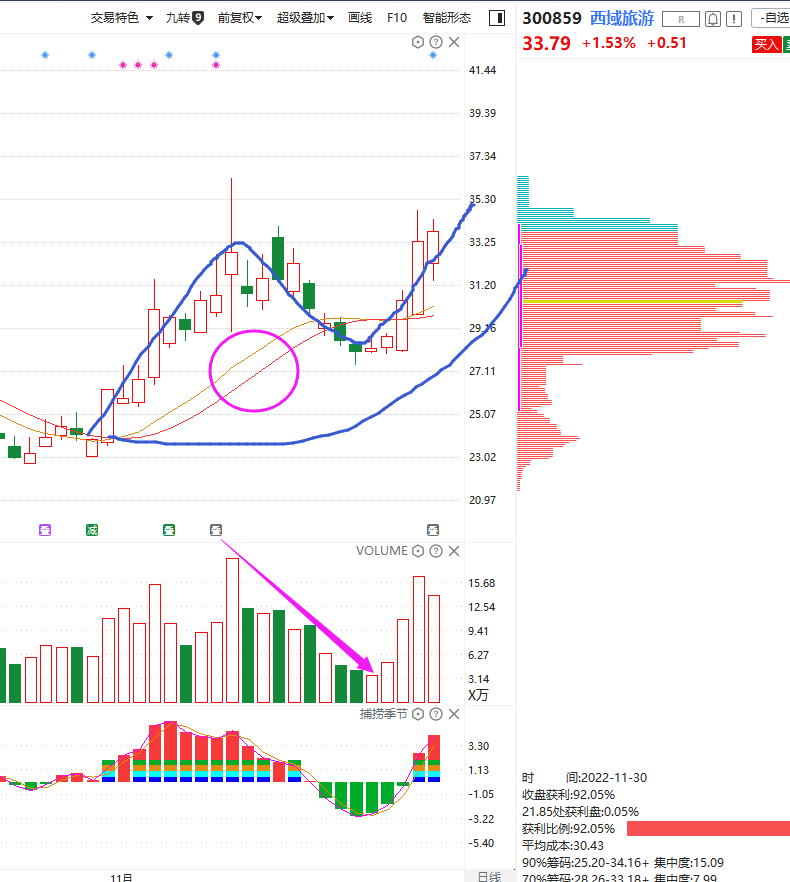 交易特色 九转 9 前复权 超级叠加 画线 F10 智能形态
300859 西域旅游 R ! -自选
33.79 +1.53% +0.51 买入
41.44
39.39
37.34
35.30
33.25
31.20
29.16
27.11
25.07
23.02
20.97
减
VOLUME
15.68
12.54
9.41
6.27
3.14
X万
捕捞季节
3.30
1.13
-1.05
-3.22
-5.40
11月
日线
时 间:2022-11-30
收盘获利:92.05%
21.85处获利盘:0.05%
获利比例:92.05%
平均成本:30.43
90%筹码:25.20-34.16+ 集中度:15.09
70%筹码:28.26-33.18+ 集中度:7.99